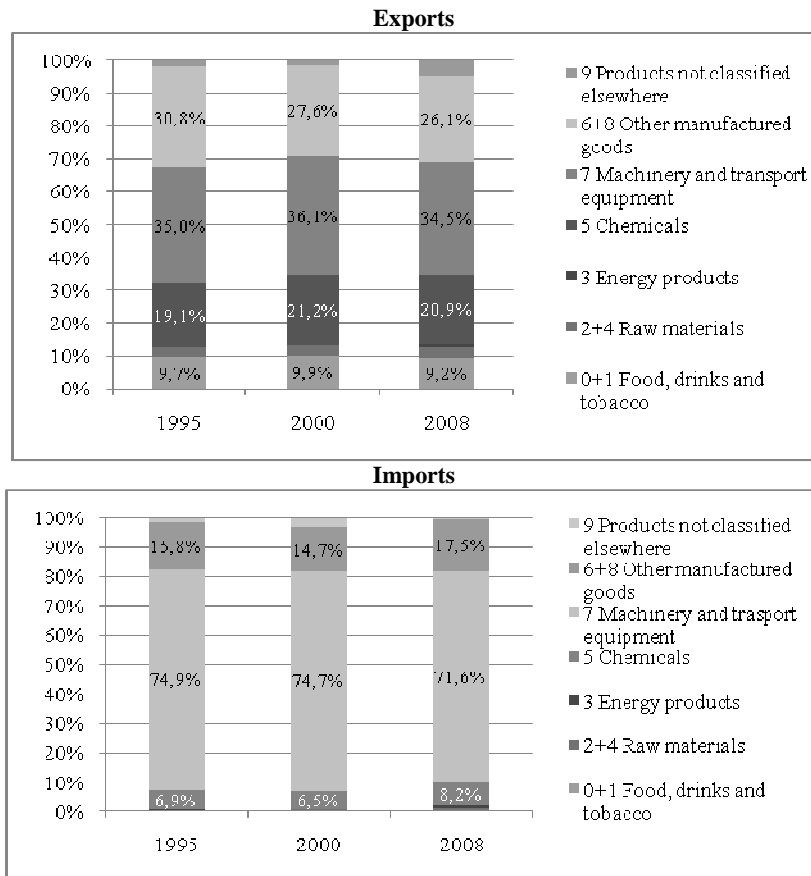 Exports
100%
90%
80%
70%
60%
50%
40%
30%
20%
10%
0%
30,8%
27,6%
26,1%
35,0%
36,1%
34,5%
19,1%
21,2%
20,9%
9,7%
9,9%
9,2%
1995
2000
2008
9 Products not classified
elsewhere
6+8 Other manufactured
goods
7 Machinery and transport
equipment
5 Chemicals
3 Energy products
2+4 Raw materials
0+1 Food, drinks and
tobacco
Imports
100%
90%
80%
70%
60%
50%
40%
30%
20%
10%
0%
15,8%
14,7%
17,5%
74,9%
74,7%
71,6%
6,9%
6,5%
8,2%
1995
2000
2008
9 Products not classified
elsewhere
6+8 Other manufactured
goods
7 Machinery and trasport
equipment
5 Chemicals
3 Energy products
2+4 Raw materials
0+1 Food, drinks and
tobacco